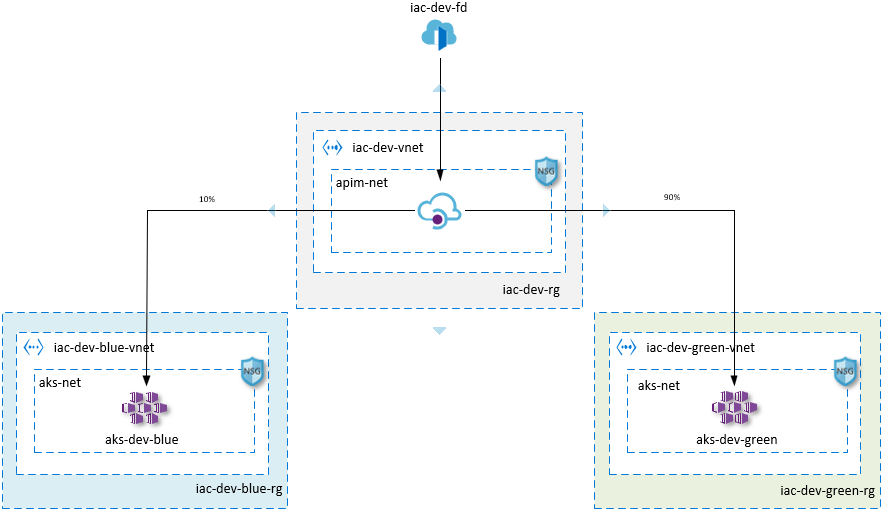 iac-dev-fd
iac-dev-vnet
NSG
apim-net
10%
90%
iac-dev-rg
iac-dev-blue-vnet
NSG
aks-net
aks-dev-blue
iac-dev-blue-rg
iac-dev-green-vnet
NSG
aks-net
aks-dev-green
iac-dev-green-rg